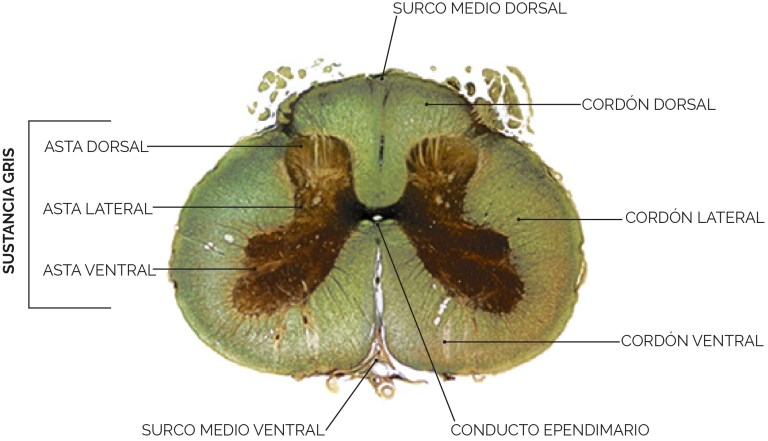 SURCO MEDIO DORSAL
CORDÓN DORSAL
SUSTANCIA GRIS
ASTA DORSAL
ASTA LATERAL
CORDÓN LATERAL
ASTA VENTRAL
CORDÓN VENTRAL
SURCO MEDIO VENTRAL
CONDUCTO EPENDIMARIO